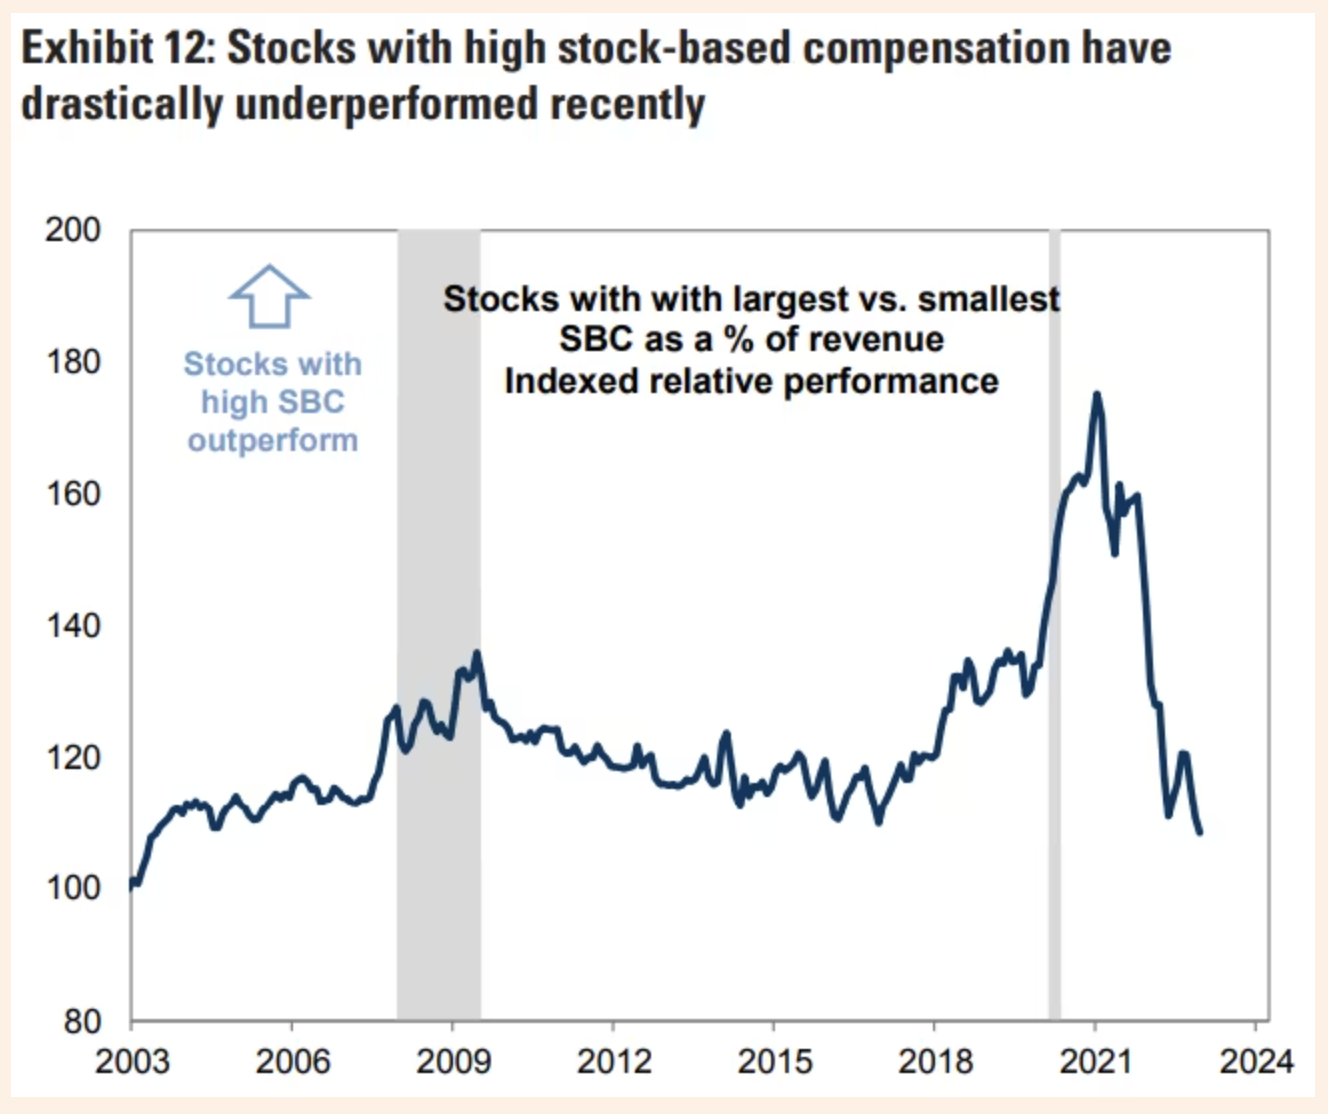 Exhibit 12: Stocks with high stock-based compensation have
drastically underperformed recently
200
180
160
140
120
100
80
Stocks with
high SBC
outperform
Stocks with with largest vs. smallest
SBC as a % of revenue
Indexed relative performance
2003 2006 2009 2012 2015 2018 2021 2024